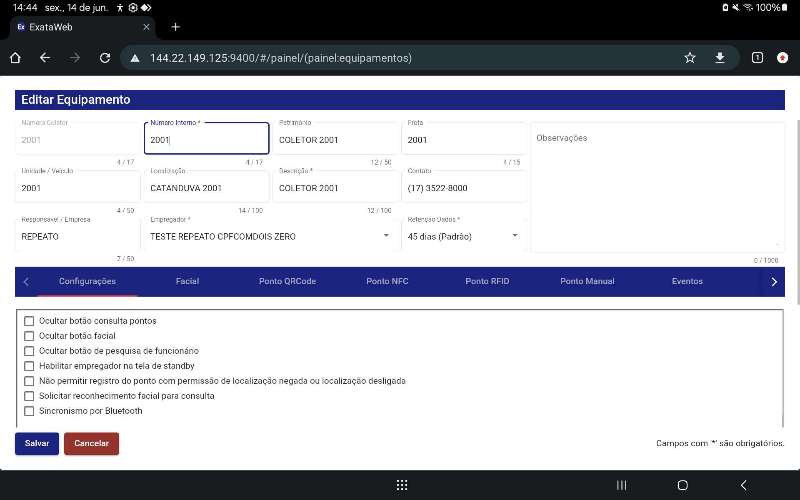 14:44 sex., 14 de jun. 100%
Ex ExataWeb
144.22.149.125:9400/#/painel/(painel:equipamentos) 1
Editar Equipamento
Número Coletor
2001
4 / 17
Número Interno *
2001
4 / 17
Patrimônio
COLETOR 2001
12 / 50
Frota
2001
4 / 15
Observações
0 / 1000
Unidade / Veículo
2001
4 / 50
Localização
CATANDUVA 2001
14 / 100
Descrição *
COLETOR 2001
12 / 100
Contato
(17) 3522-8000
Responsável / Empresa
REPEATO
7 / 50
Empregador *
TESTE REPEATO CPFCOMDOIS ZERO
Retenção Dados *
45 dias (Padrão)
Configurações Facial Ponto QRCode Ponto NFC Ponto RFID Ponto Manual Eventos
Ocultar botão consulta pontos
Ocultar botão facial
Ocultar botão de pesquisa de funcionário
Habilitar empregador na tela de standby
Não permitir registro do ponto com permissão de localização negada ou localização desligada
Solicitar reconhecimento facial para consulta
Sincronismo por Bluetooth
Salvar Cancelar Campos com '*' são obrigatórios.